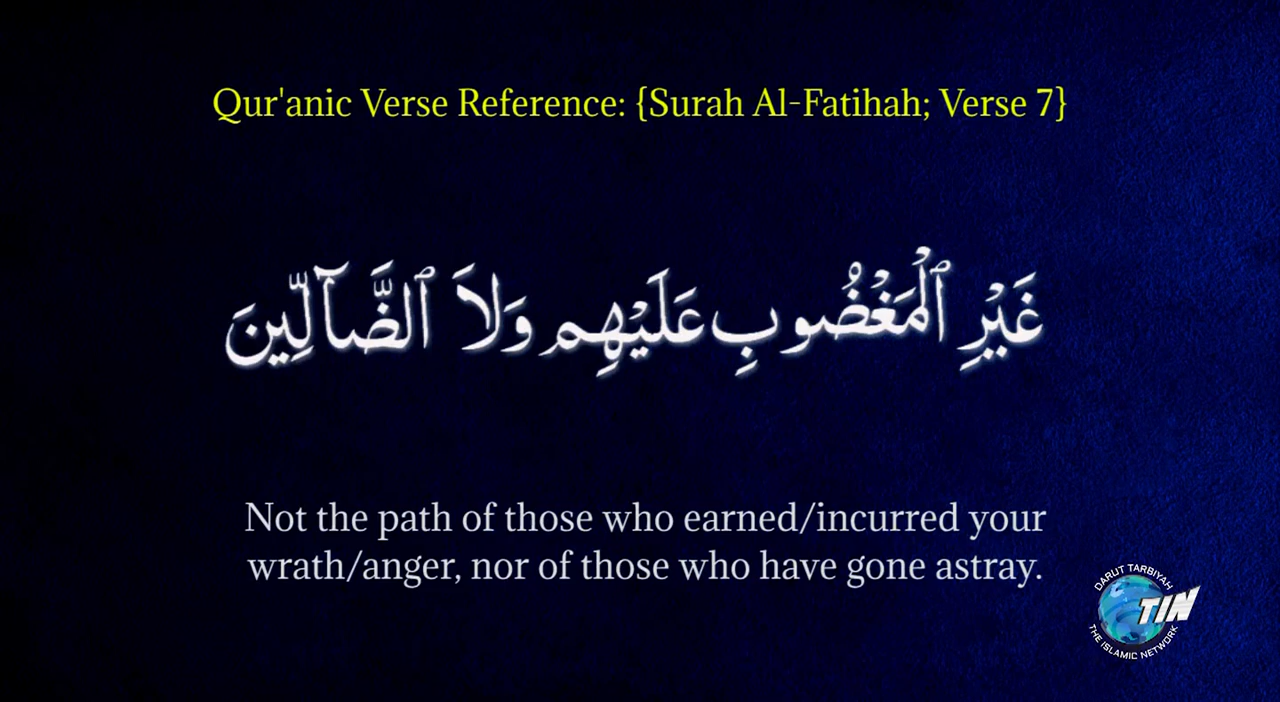 Qur'anic Verse Reference: {Surah Al-Fatihah; Verse 7}
غَيْرِ ٱلْمَغْضُوبِ عَلَيْهِم وَلاَ ٱلضَّآلِّينَ
Not the path of those who earned/incurred your
wrath/anger, nor of those who have gone astray.
DARUT TARBIYAH
TIN
THE ISLAMIC NETWORK